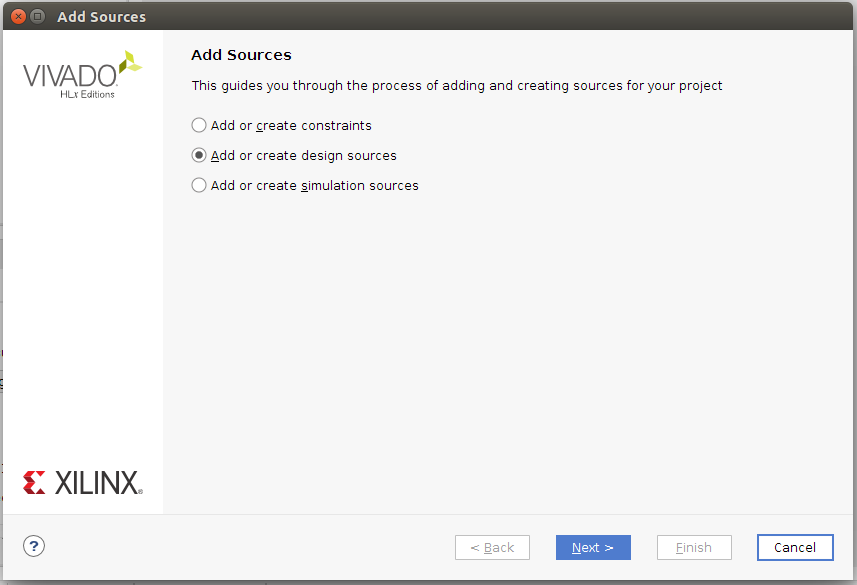 Add Sources
VIVADO
HLx Editions
Add Sources
This guides you through the process of adding and creating sources for your project
Add or create constraints
Add or create design sources
Add or create simulation sources
XILINX
?
< Back
Next >
Finish
Cancel